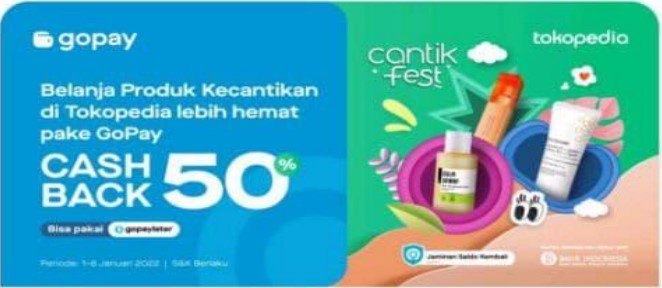 gopay
Belanja Produk Kecantikan
di Tokopedia lebih hemat
pake GoPay
CASH
BACK 50%
Bisa pakai gopaylater
Periode: 1-8 Januari 2022 | S&K Berlaku
cantik
fest
tokopedia
Jaminan Saldo Kembali
BANK INDONESIA